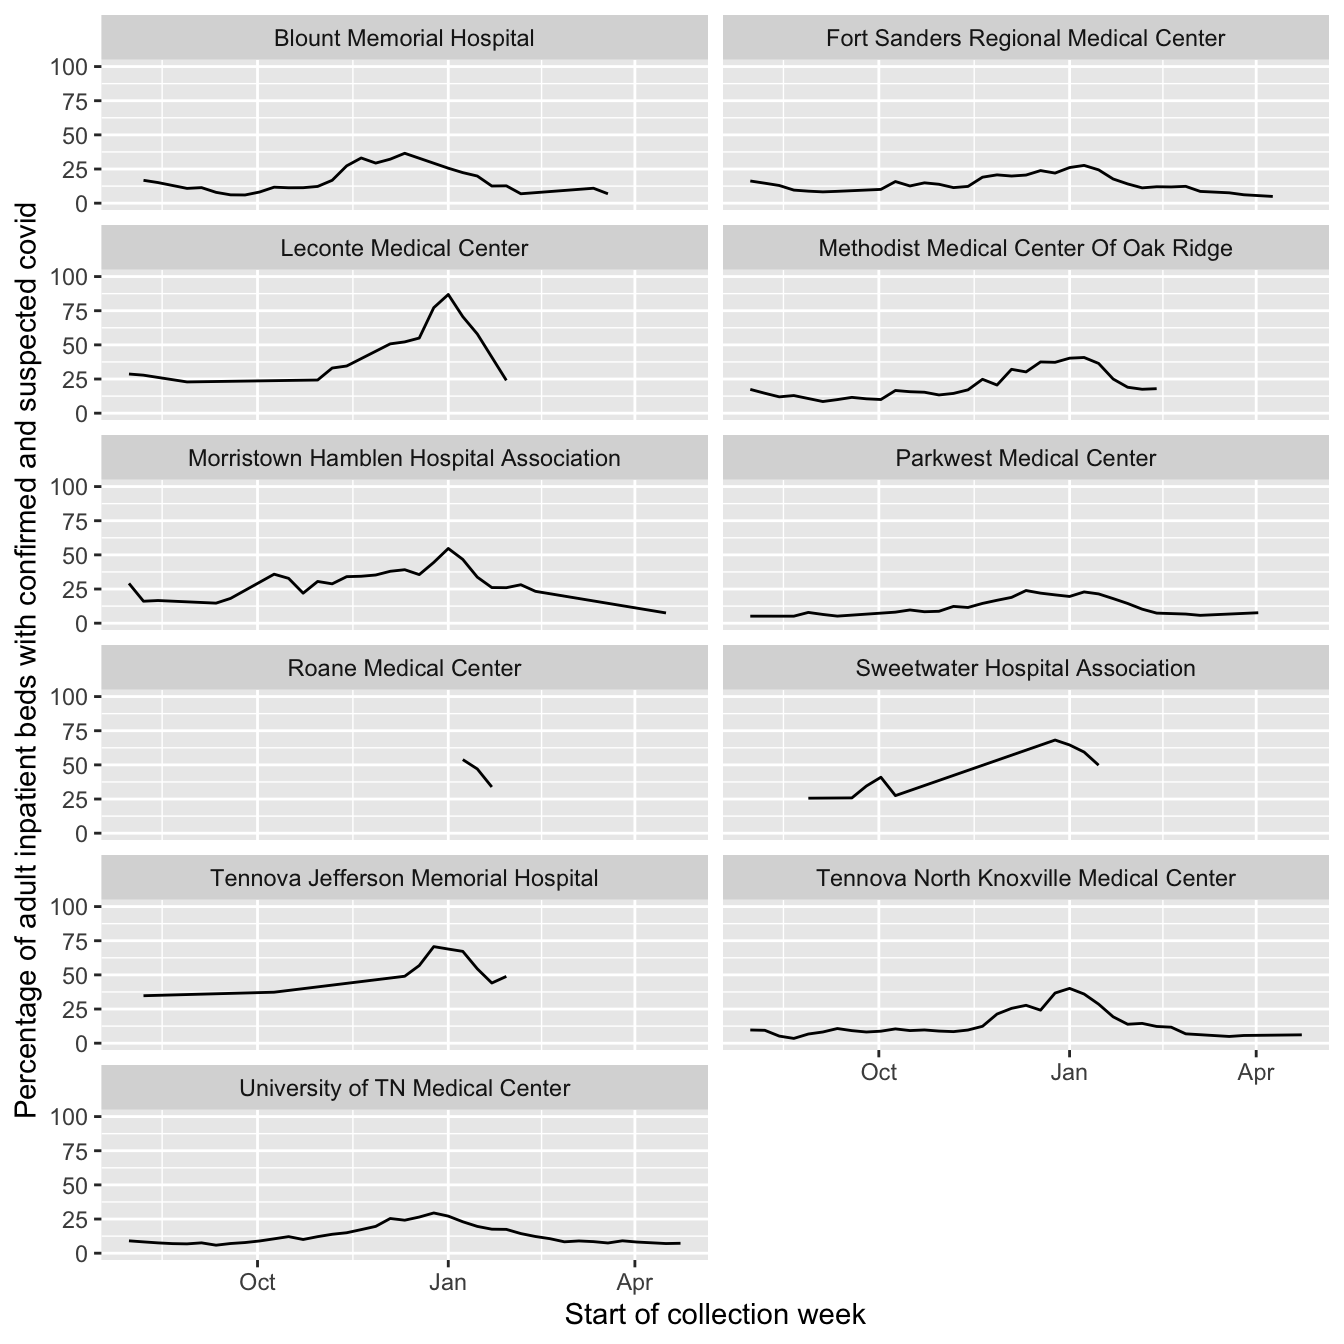 Blount Memorial Hospital
Fort Sanders Regional Medical Center
100
75
50
25
0
Leconte Medical Center
Methodist Medical Center Of Oak Ridge
100
75
50
25
0
Morristown Hamblen Hospital Association
Parkwest Medical Center
100
75
50
25
0
Roane Medical Center
Sweetwater Hospital Association
100
75
50
25
0
Tennova Jefferson Memorial Hospital
Tennova North Knoxville Medical Center
100
75
50
25
0
Oct
Jan
Apr
University of TN Medical Center
100
75
50
25
0
Oct
Jan
Apr
Start of collection week
Percentage of adult inpatient beds with confirmed and suspected covid